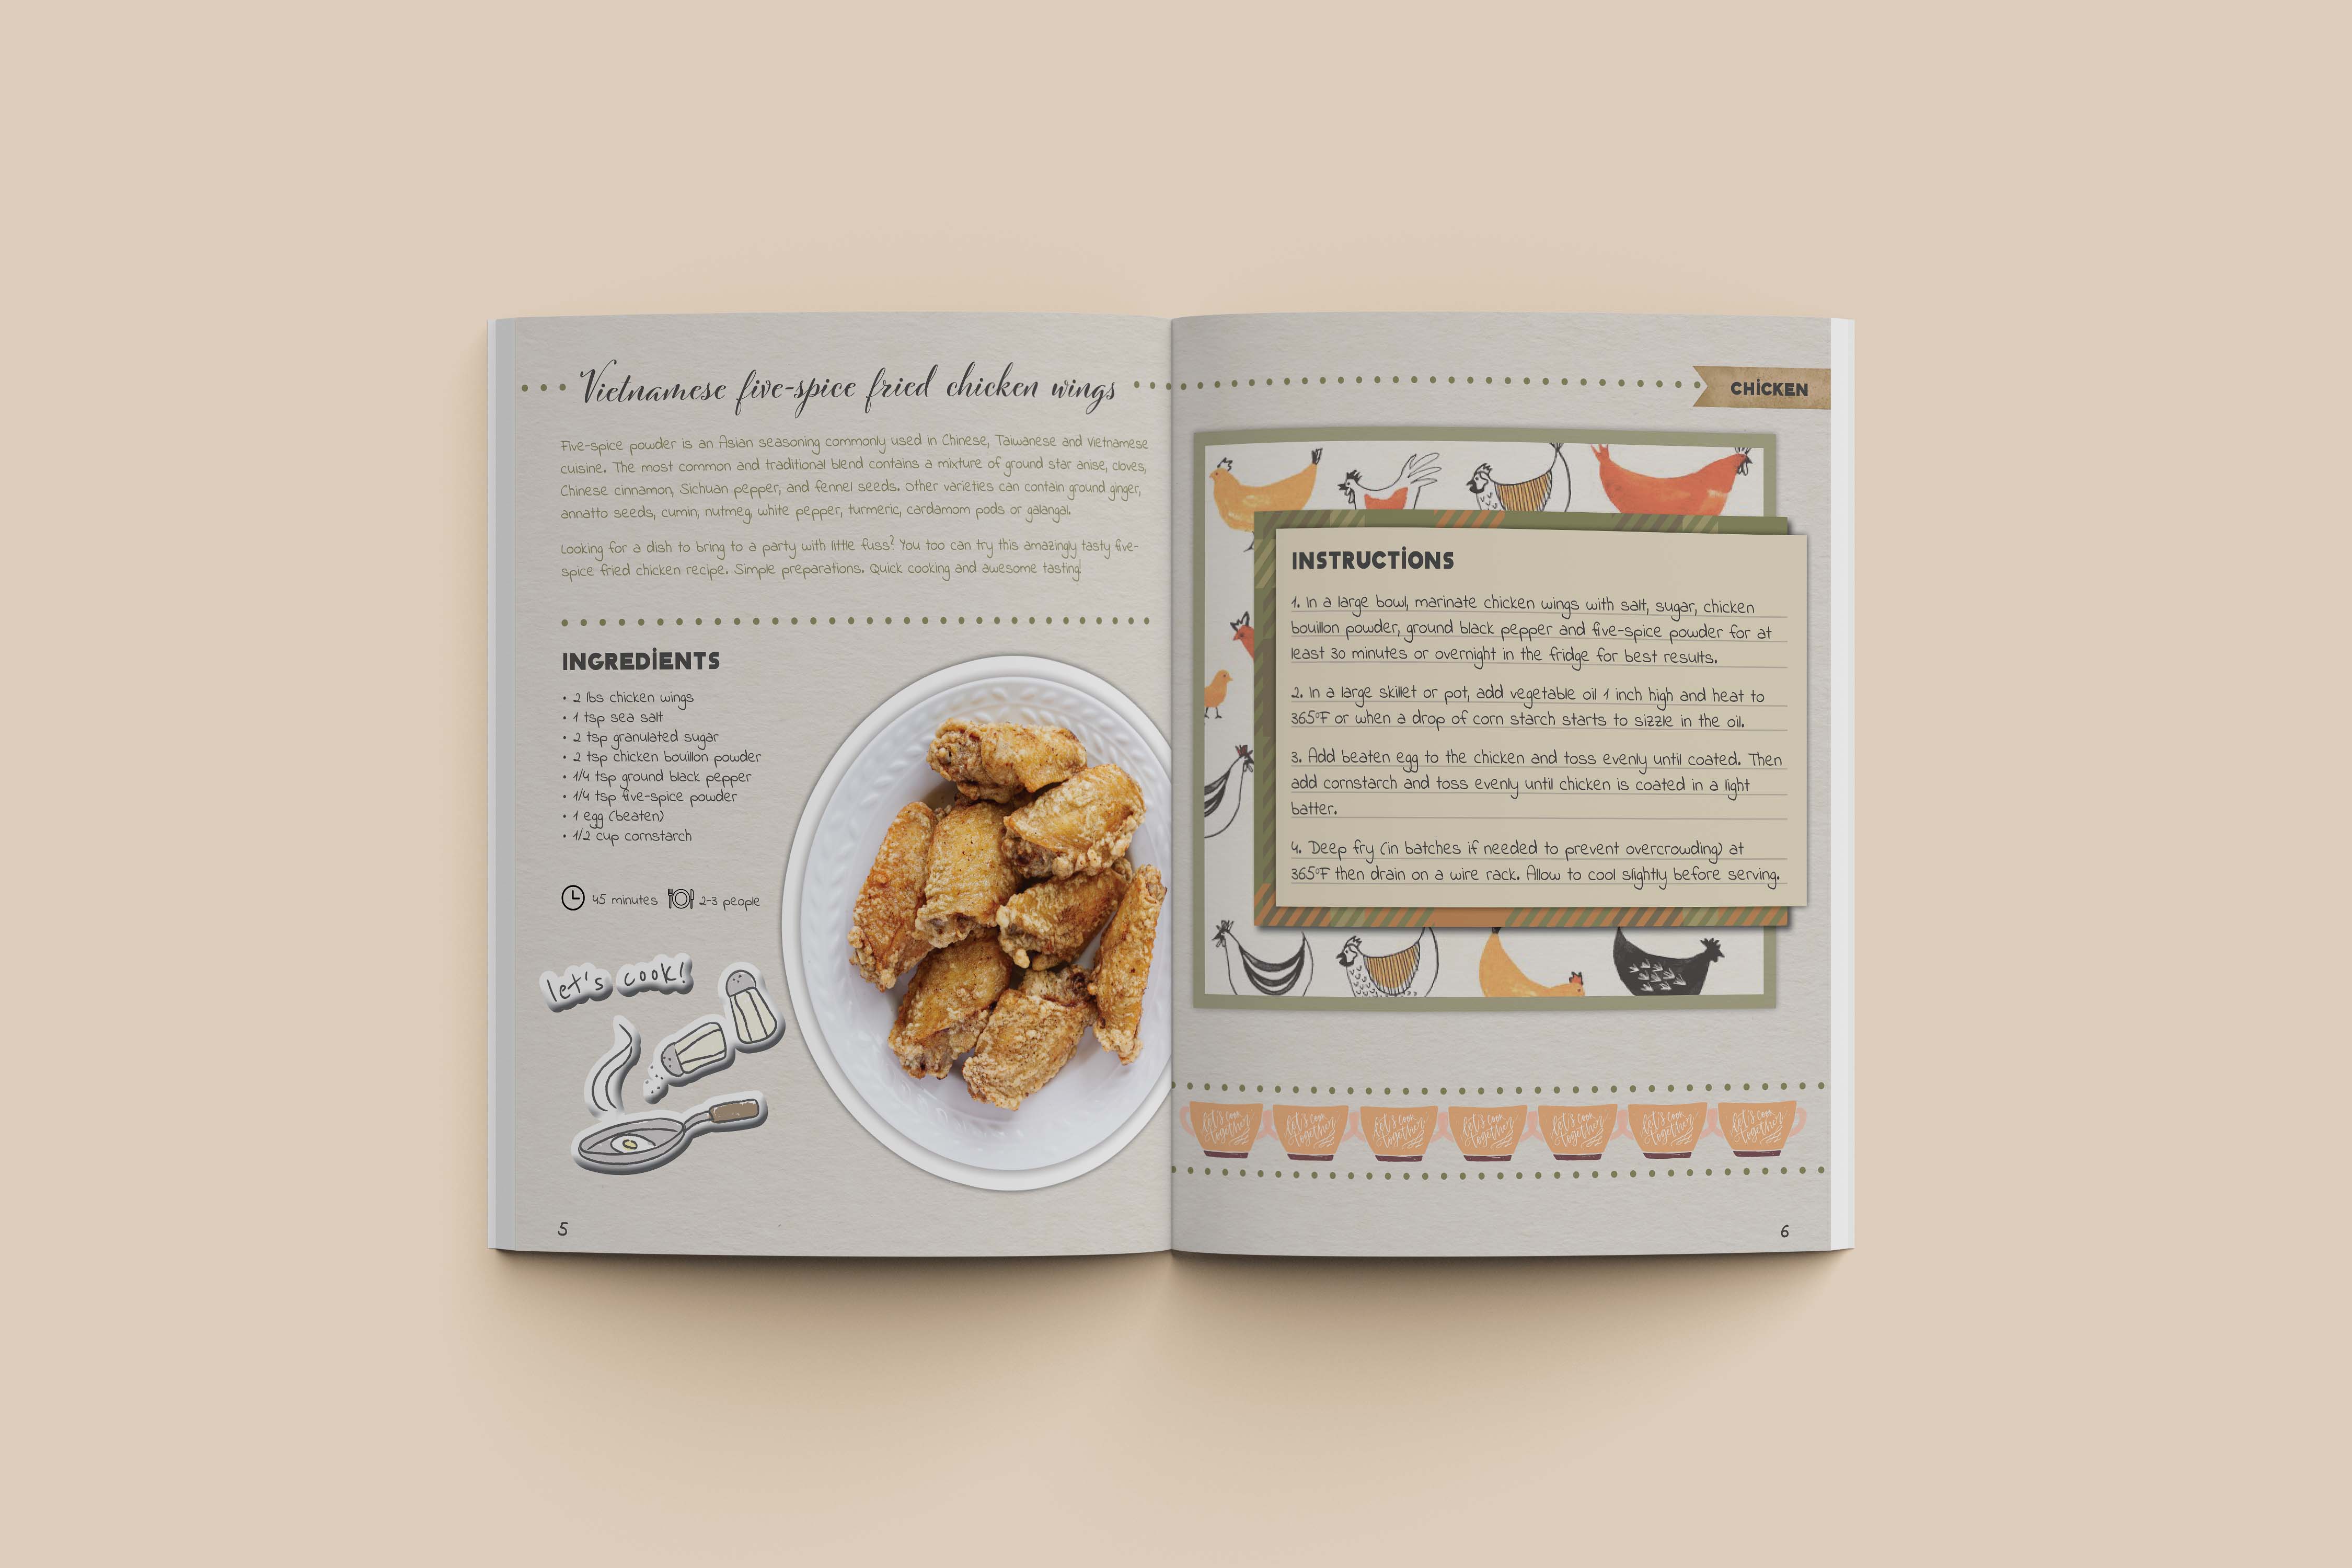 Vietnamese five-spice fried chicken wings
Five-spice powder is an Asian seasoning commonly used in Chinese, Taiwanese and Vietnamese
cuisine. The most common and traditional blend contains a mixture of ground star anise, cloves,
Chinese cinnamon, Sichuan pepper, and fennel seeds. Other varieties can contain ground ginger,
annatto seeds, cumin, nutmeg, white pepper, turmeric, cardamom pods or galangal.
Looking for a dish to bring to a party with little fuss? You too can try this amazingly tasty five-
spice fried chicken recipe. Simple preparations. Quick cooking and awesome tasting!
INGREDIENTS
• 2 lbs chicken wings
• 1 tsp sea salt
• 2 tsp granulated sugar
• 2 tsp chicken bouillon powder
• 1/4 tsp ground black pepper
• 1/4 tsp five-spice powder
• 1 egg (beaten)
• 1/2 cup cornstarch
45 minutes 2-3 people
let's cook!
5
CHICKEN
INSTRUCTIONS
1. In a large bowl, marinate chicken wings with salt, sugar, chicken
bouillon powder, ground black pepper and five-spice powder for at
least 30 minutes or overnight in the fridge for best results.
2. In a large skillet or pot, add vegetable oil 1 inch high and heat to
365°F or when a drop of corn starch starts to sizzle in the oil.
3. Add beaten egg to the chicken and toss evenly until coated. Then
add cornstarch and toss evenly until chicken is coated in a light
batter.
4. Deep fry (in batches if needed to prevent overcrowding) at
365°F then drain on a wire rack. Allow to cool slightly before serving.
let's cook together
let's cook together
let's cook together
let's cook together
let's cook together
let's cook together
let's cook together
6